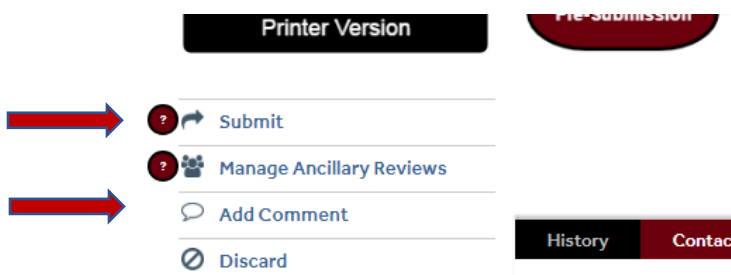 Printer Version
Pre-Submission
? Submit
? Manage Ancillary Reviews
Add Comment
Discard
History
Contac